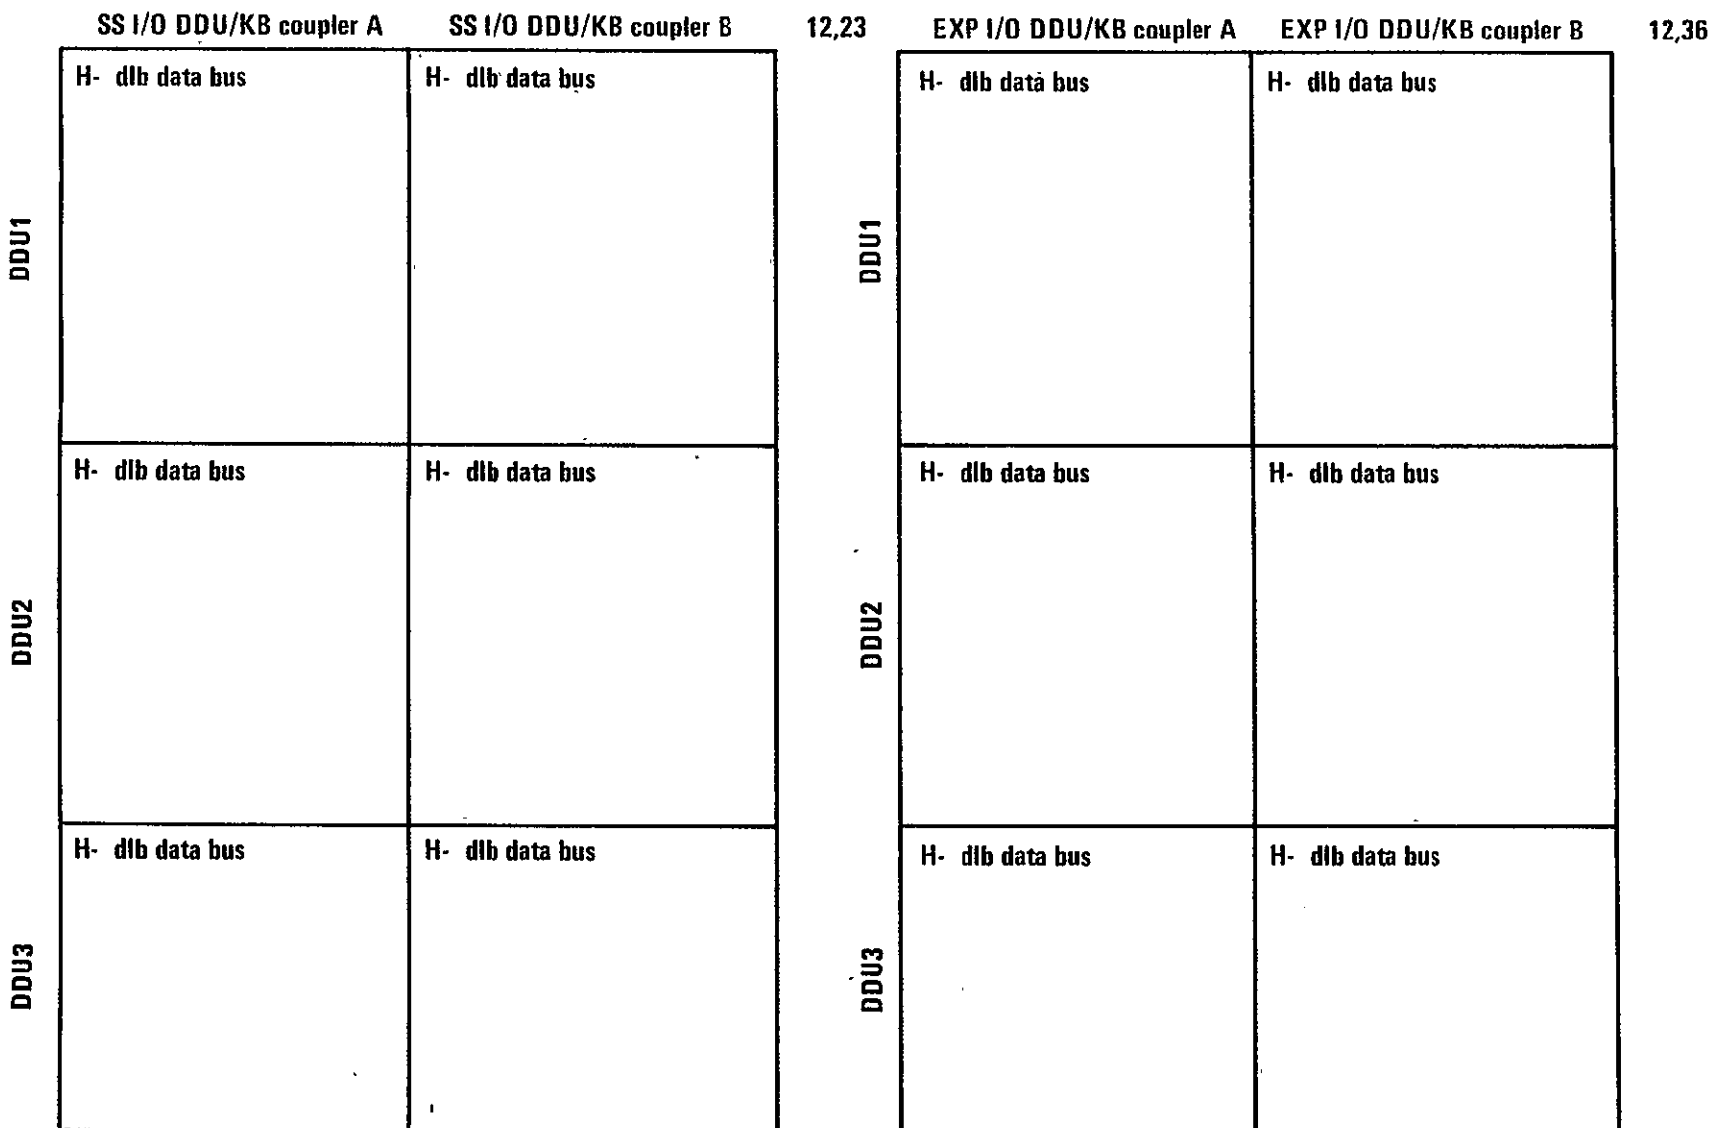 SS I/O DDU/KB coupler A SS I/O DDU/KB coupler B 12,23 EXP I/O DDU/KB coupler A EXP I/O DDU/KB coupler B 12,36
DDU1
H- dlb data bus
H- dlb data bus
DDU1
H- dlb data bus
H- dlb data bus
DDU2
H- dlb data bus
H- dlb data bus
DDU2
H- dlb data bus
H- dlb data bus
DDU3
H- dlb data bus
H- dlb data bus
DDU3
H- dlb data bus
H- dlb data bus